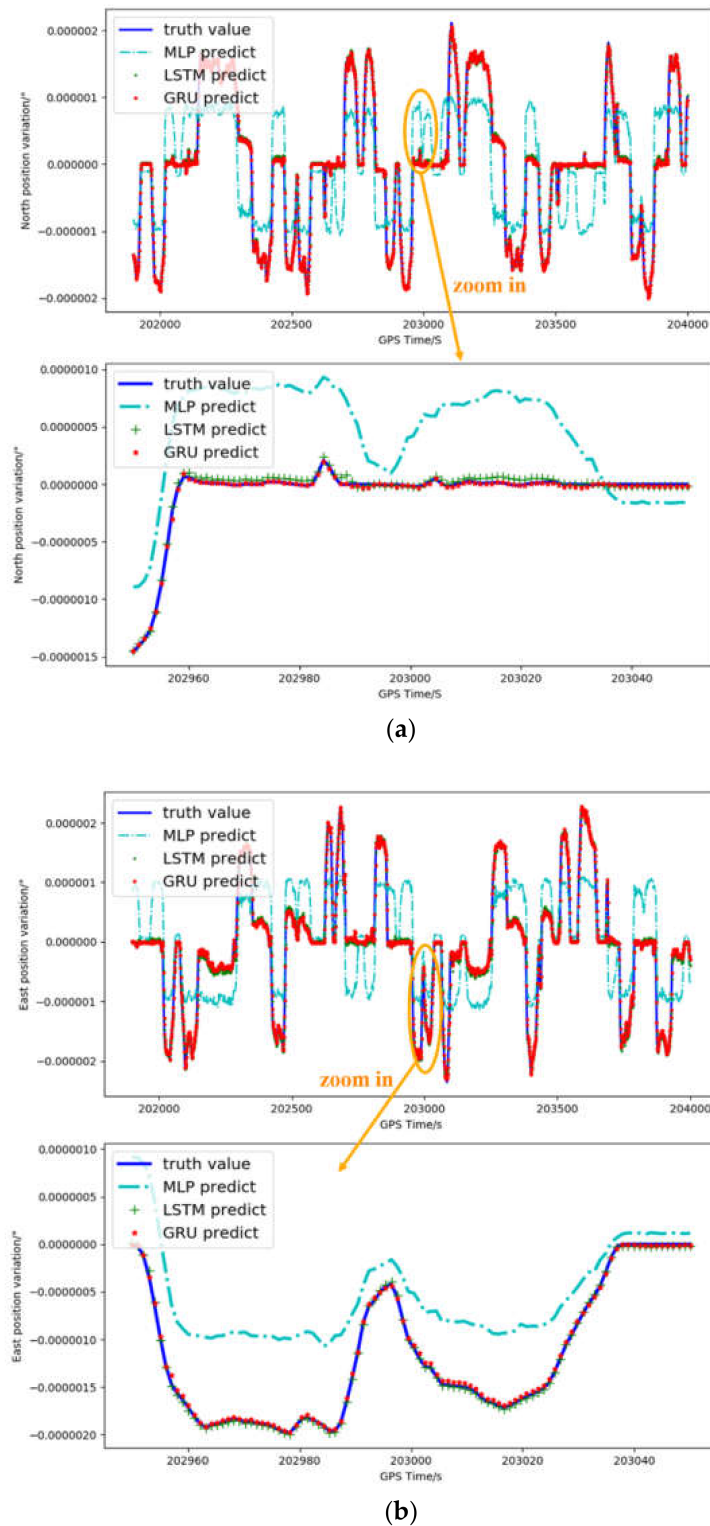 North position variation/°
0.000002
0.000001
0.000000
−0.000001
−0.000002
truth value
MLP predict
LSTM predict
GRU predict
zoom in
202000 202500 203000 203500 204000
GPS Time/S
North position variation/°
0.0000010
0.0000005
0.0000000
−0.0000005
−0.0000010
−0.0000015
truth value
MLP predict
LSTM predict
GRU predict
202960 202980 203000 203020 203040
GPS Time/S
(a)
East position variation/°
0.000002
0.000001
0.000000
−0.000001
−0.000002
truth value
MLP predict
LSTM predict
GRU predict
zoom in
202000 202500 203000 203500 204000
GPS Time/s
East position variation/°
0.0000010
0.0000005
0.0000000
−0.0000005
−0.0000010
−0.0000015
−0.0000020
truth value
MLP predict
LSTM predict
GRU predict
202960 202980 203000 203020 203040
GPS Time/s
(b)